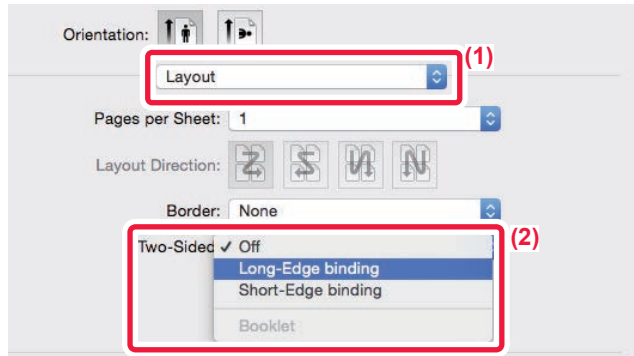 Orientation:
(1)
Layout
Pages per Sheet: 1
Layout Direction:
Border: None
(2)
Two-Sided ✓ Off
Long-Edge binding
Short-Edge binding
Booklet